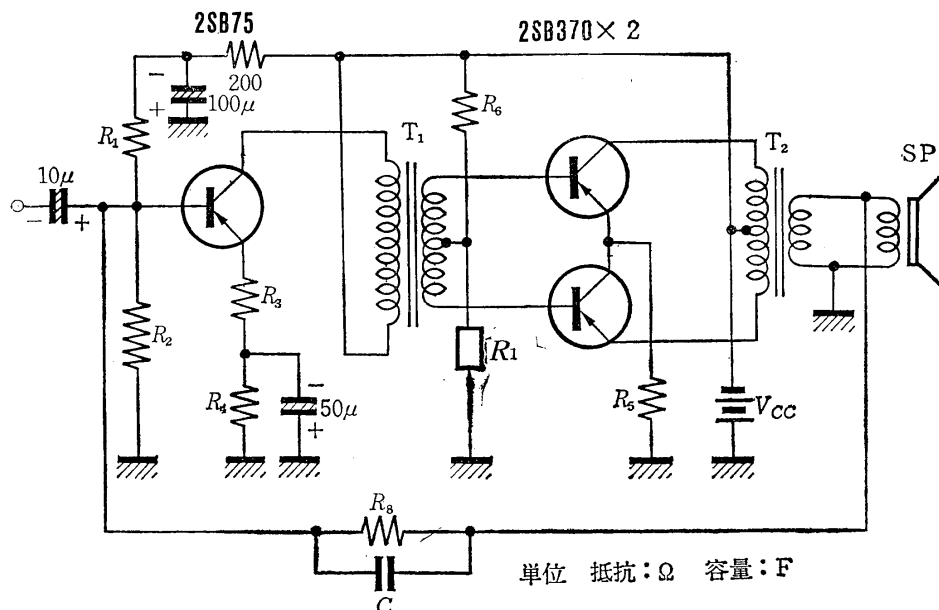 2SB75
2SB370×2
200
100μ
R₁
R₆
T₁
T₂
SP
10μ
R₃
R₂
R1
R₄
50μ
R₅
Vcc
R₈
C
単位 抵抗：Ω 容量：F